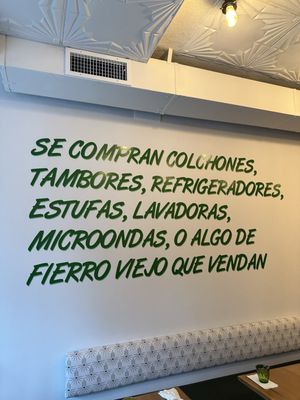 SE COMPRAN COLCHONES,
TAMBORES, REFRIGERADORES,
ESTUFAS, LAVADORAS,
MICROONDAS, O ALGO DE
FIERRO VIEJO QUE VENDAN